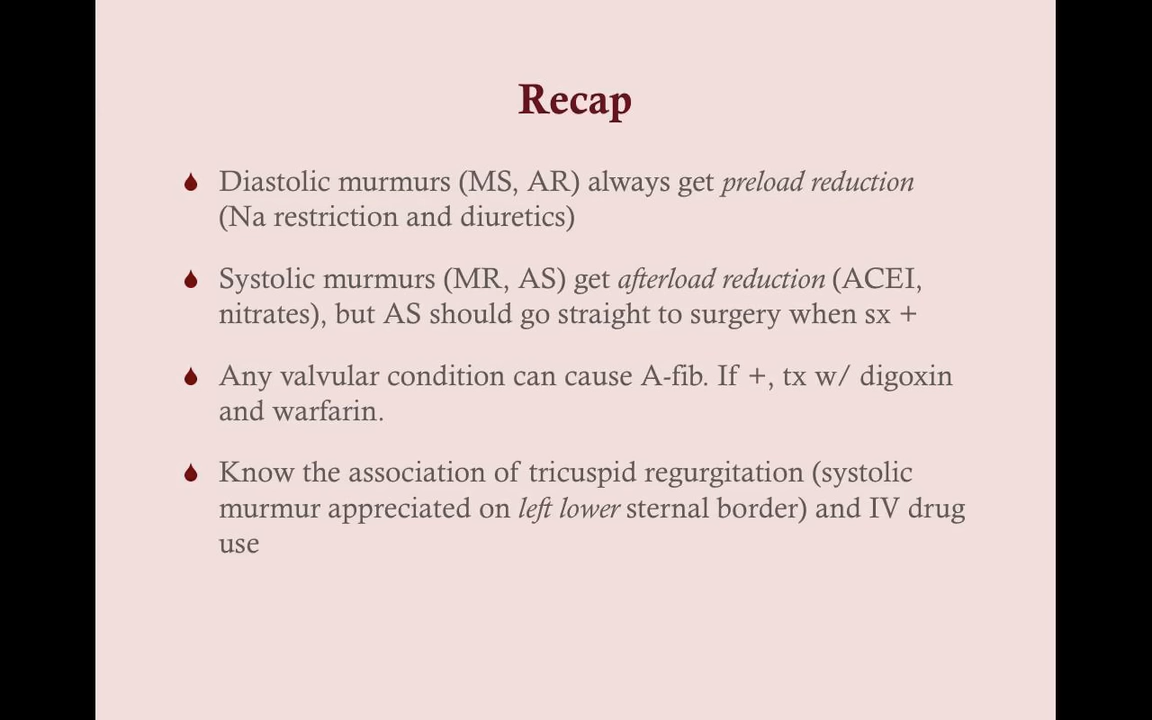 Recap
Diastolic murmurs (MS, AR) always get preload reduction
(Na restriction and diuretics)
Systolic murmurs (MR, AS) get afterload reduction (ACEI,
nitrates), but AS should go straight to surgery when sx +
Any valvular condition can cause A-fib. If +, tx w/ digoxin
and warfarin.
Know the association of tricuspid regurgitation (systolic
murmur appreciated on left lower sternal border) and IV drug
use